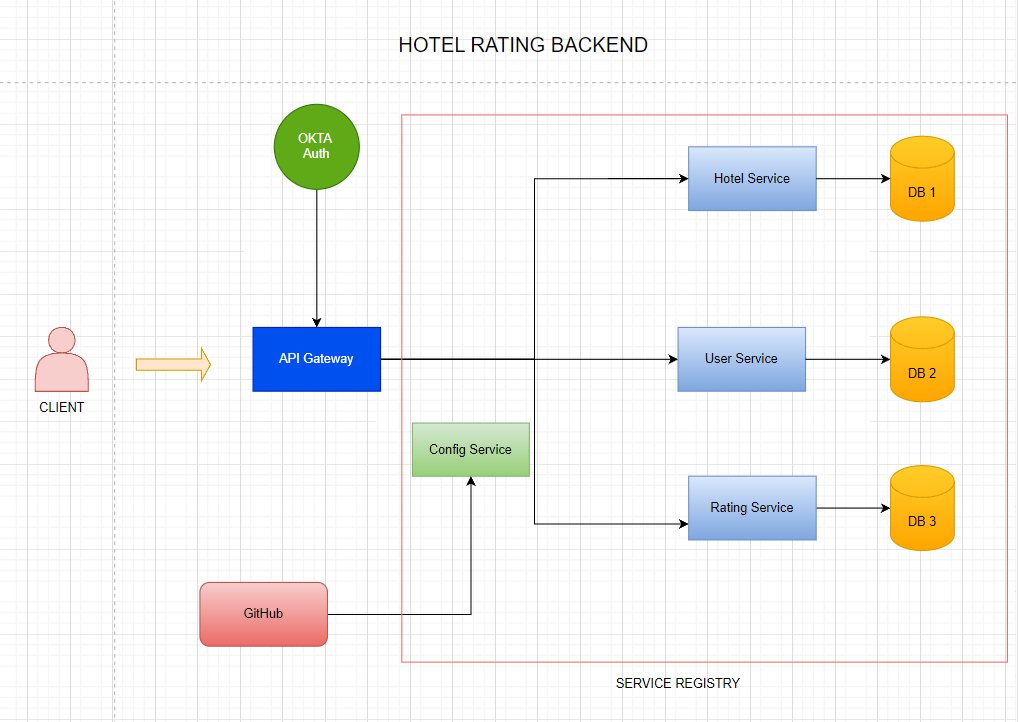 HOTEL RATING BACKEND
OKTA
Auth
Hotel Service
DB 1
API Gateway
User Service
DB 2
CLIENT
Config Service
Rating Service
DB 3
GitHub
SERVICE REGISTRY